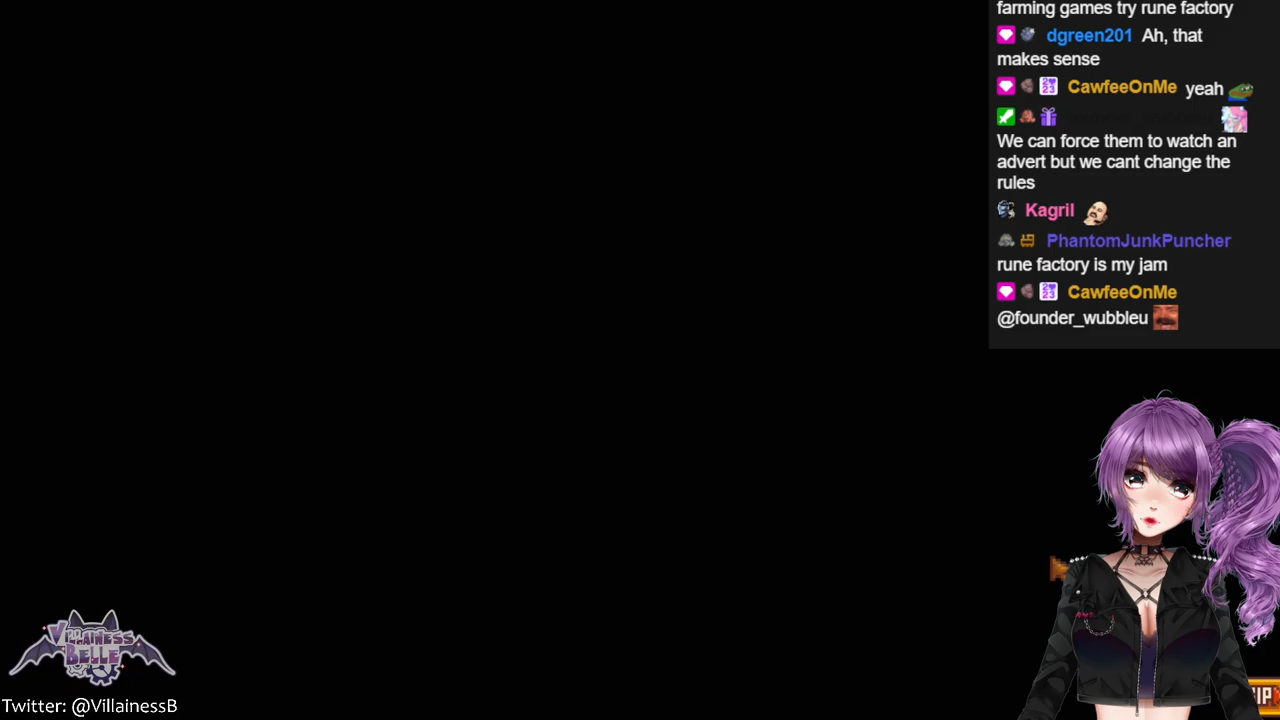 farming games try rune factory
dgreen201 Ah, that
makes sense
CawfeeOnMe yeah
We can force them to watch an
advert but we cant change the
rules
Kagril
PhantomJunkPuncher
rune factory is my jam
CawfeeOnMe
@founder_wubbleu
VILLAINESS
BELLE
Twitter: @VillainessB